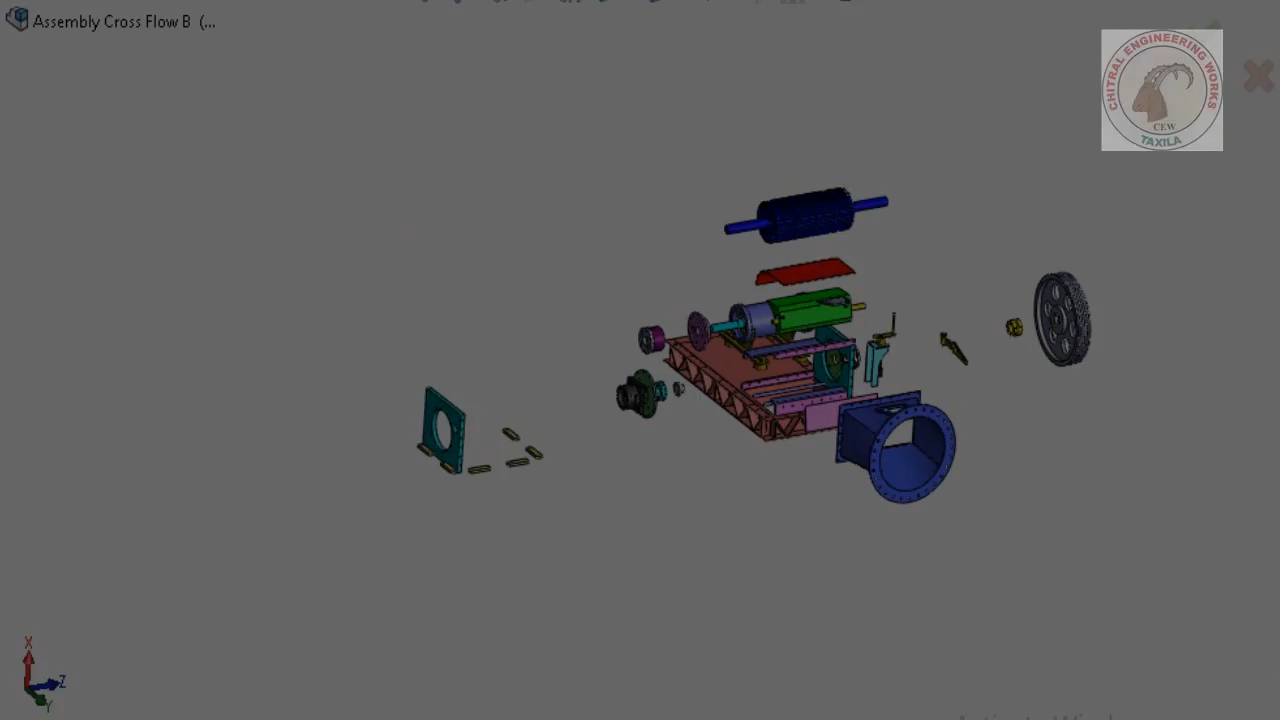 Assembly Cross Flow B (...
CHITRAL ENGINEERING WORKS
CEW
TAXILA
X
Z
Y